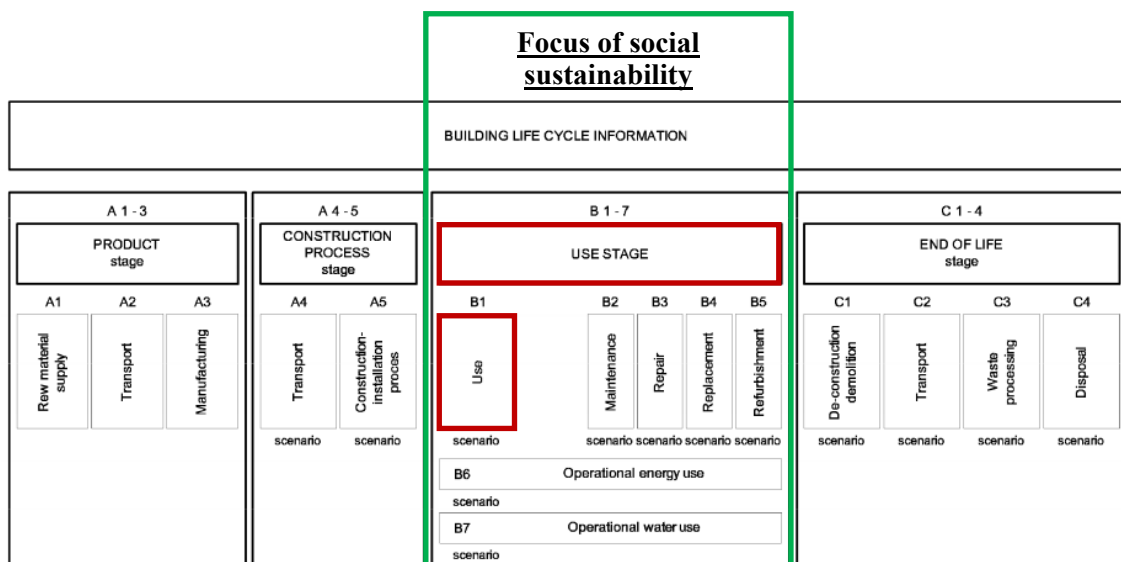 Focus of social
sustainability
BUILDING LIFE CYCLE INFORMATION
A 1 - 3
PRODUCT
stage
A1
A2
A3
Rew material
supply
Transport
Manufacturing
A 4 - 5
CONSTRUCTION
PROCESS
stage
A4
A5
Transport
Construction-
installation
proces
scenario
scenario
B 1 - 7
USE STAGE
B1
B2
B3
B4
B5
Use
Maintenance
Repair
Replacement
Refurbishment
scenario
scenario
scenario
scenario
scenario
B6 Operational energy use
scenario
B7 Operational water use
scenario
C 1 - 4
END OF LIFE
stage
C1
C2
C3
C4
De-construction
demolition
Transport
Waste
processing
Disposal
scenario
scenario
scenario
scenario